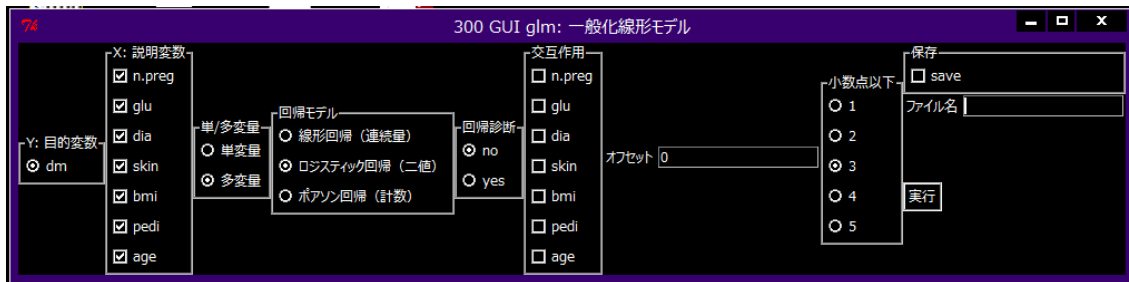 300 GUI glm: 一般化線形モデル
Y: 目的変数
dm
X: 説明変数
n.preg
glu
dia
skin
bmi
pedi
age
単/多変量
単変量
多変量
回帰モデル
線形回帰（連続量）
ロジスティック回帰（二値）
ポアソン回帰（計数）
回帰診断
no
yes
交互作用
n.preg
glu
dia
skin
bmi
pedi
age
オフセット 0
小数点以下
1
2
3
4
5
保存
save
ファイル名
実行